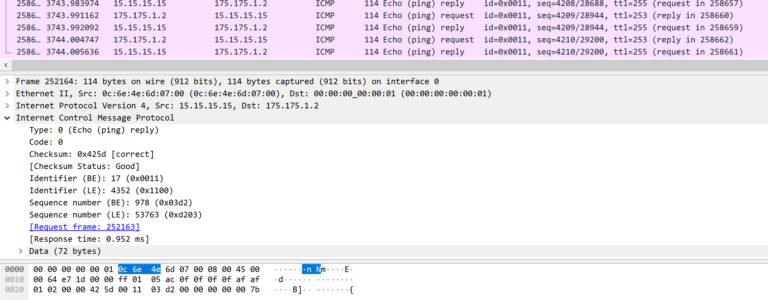 2586… 3743.983974 15.15.15.15 175.175.1.2 ICMP 114 Echo (ping) reply id=0x0011, seq=4208/28688, ttl=255 (request in 258657)
2586… 3743.991162 175.175.1.2 15.15.15.15 ICMP 114 Echo (ping) request id=0x0011, seq=4209/28944, ttl=253 (reply in 258660)
2586… 3743.992092 15.15.15.15 175.175.1.2 ICMP 114 Echo (ping) reply id=0x0011, seq=4209/28944, ttl=255 (request in 258659)
2586… 3744.004747 175.175.1.2 15.15.15.15 ICMP 114 Echo (ping) request id=0x0011, seq=4210/29200, ttl=253 (reply in 258662)
2586… 3744.005636 15.15.15.15 175.175.1.2 ICMP 114 Echo (ping) reply id=0x0011, seq=4210/29200, ttl=255 (request in 258661)
Frame 252164: 114 bytes on wire (912 bits), 114 bytes captured (912 bits) on interface 0
Ethernet II, Src: 0c:6e:4e:6d:07:00 (0c:6e:4e:6d:07:00), Dst: 00:00:00_00:00:01 (00:00:00:00:00:01)
Internet Protocol Version 4, Src: 15.15.15.15, Dst: 175.175.1.2
Internet Control Message Protocol
Type: 0 (Echo (ping) reply)
Code: 0
Checksum: 0x425d [correct]
[Checksum Status: Good]
Identifier (BE): 17 (0x0011)
Identifier (LE): 4352 (0x1100)
Sequence number (BE): 978 (0x03d2)
Sequence number (LE): 53763 (0xd203)
[Request frame: 252163]
[Response time: 0.952 ms]
Data (72 bytes)
0000 00 00 00 00 00 01 0c 6e 4e 6d 07 00 08 00 45 00 ·······n Nm····E·
0010 00 64 e7 1d 00 00 ff 01 05 ac 0f 0f 0f 0f af af ·d······ ········
0020 01 02 00 00 42 5d 00 11 03 d2 00 00 00 00 00 7b ····B]·· ·······{